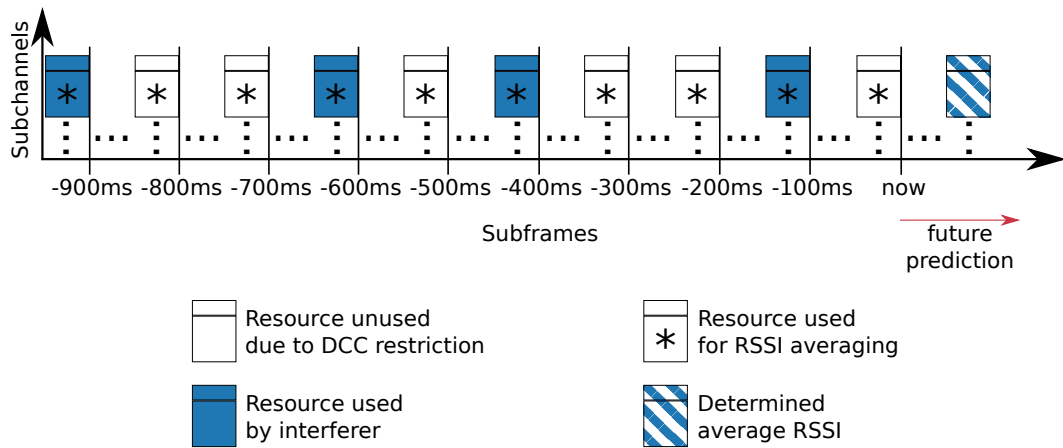 Subchannels
* * * * * * * * * *
... ... ... ... ... ... ... ... ... ...
-900ms -800ms -700ms -600ms -500ms -400ms -300ms -200ms -100ms now
Subframes
future
prediction
Resource unused
due to DCC restriction
*
Resource used
for RSSI averaging
Resource used
by interferer
Determined
average RSSI